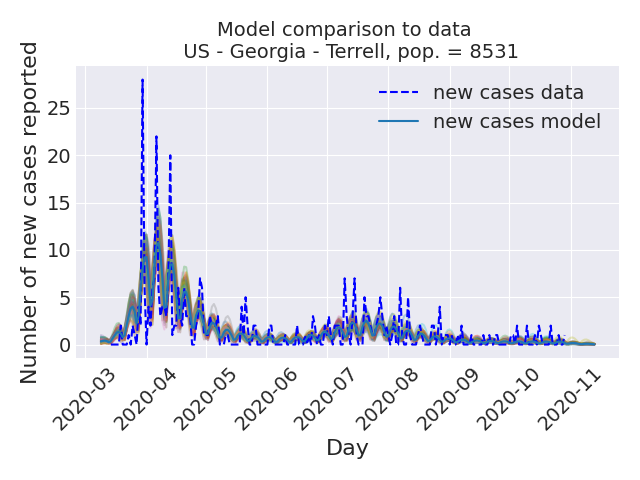 Model comparison to data
US - Georgia - Terrell, pop. = 8531
Number of new cases reported
25
20
15
10
5
0
new cases data
new cases model
2020-03
2020-04
2020-05
2020-06
2020-07
2020-08
2020-09
2020-10
2020-11
Day